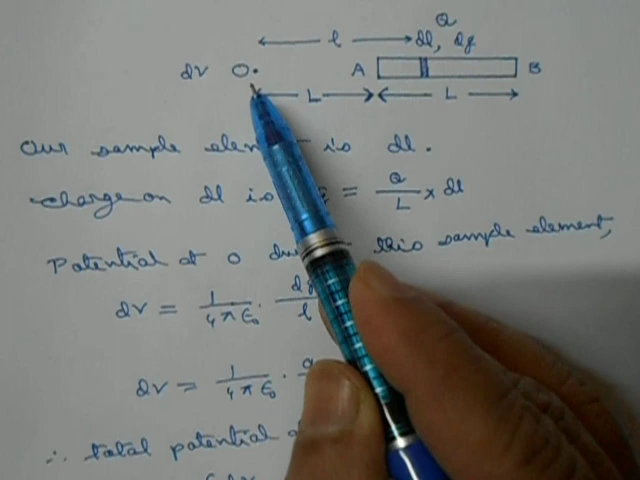 Q
l dl, dq
dV O. A B
L L
Our sample is dl.
charge on dl is = Q/L x dl
Potential at O this sample element,
dV = 1/4πε₀ .
dV = 1/4πε₀ .
∴ total potential